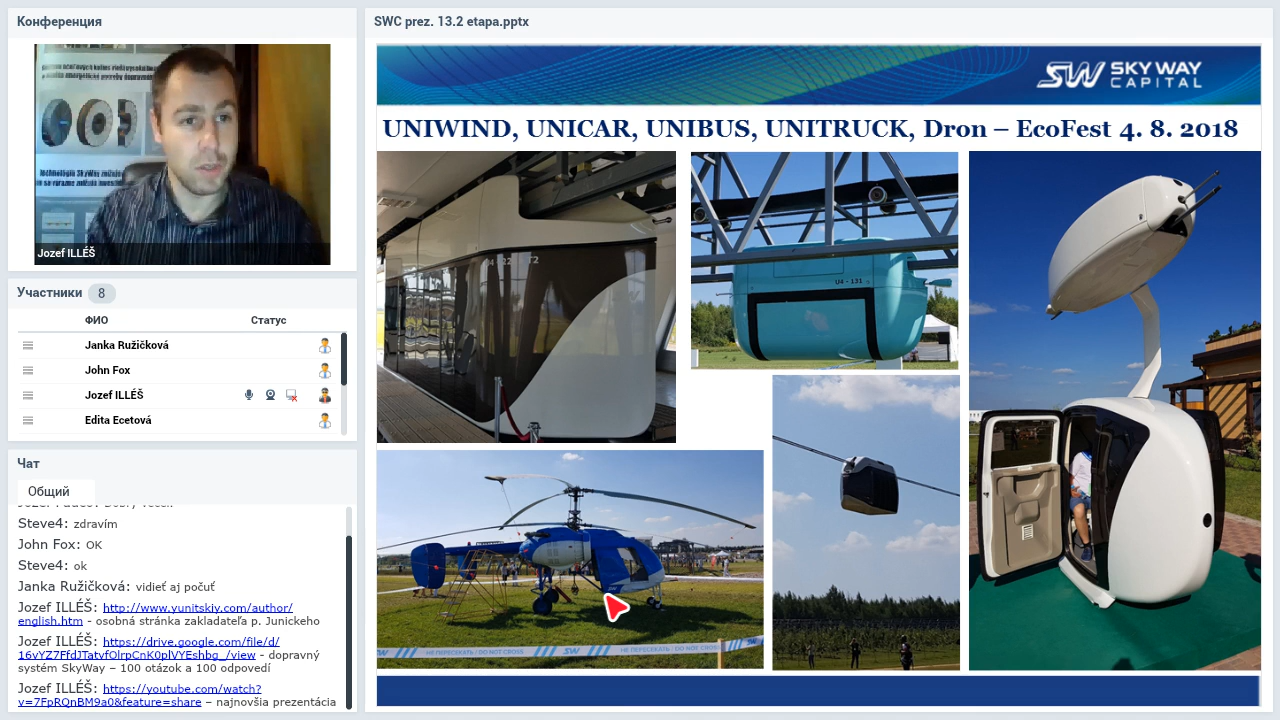 Конференция
Jozef ILLÉŠ
Участники 8
ФИО Статус
Janka Ružičková
John Fox
Jozef ILLÉŠ
Edita Ecetová
Чат
Общий
Steve4: zdravím
John Fox: OK
Steve4: ok
Janka Ružičková: vidieť aj počuť
Jozef ILLÉŠ: http://www.yunitskiy.com/author/
english.htm - osobná stránka zakladateľa p. Junického
Jozef ILLÉŠ: https://drive.google.com/file/d/
16vYZ7FfdJTatvfOlrpCnK0plVYEshbg_/view - dopravný
systém SkyWay – 100 otázok a 100 odpovedí
Jozef ILLÉŠ: https://youtube.com/watch?
v=7FpRQnBM9a0&feature=share – najnovšia prezentácia
SWC prez. 13.2 etapa.pptx
SW SKY WAY
CAPITAL
UNIWIND, UNICAR, UNIBUS, UNITRUCK, Dron – EcoFest 4. 8. 2018
U4 - 131
НЕ ПЕРЕСЕКАТЬ / DO NOT CROSS